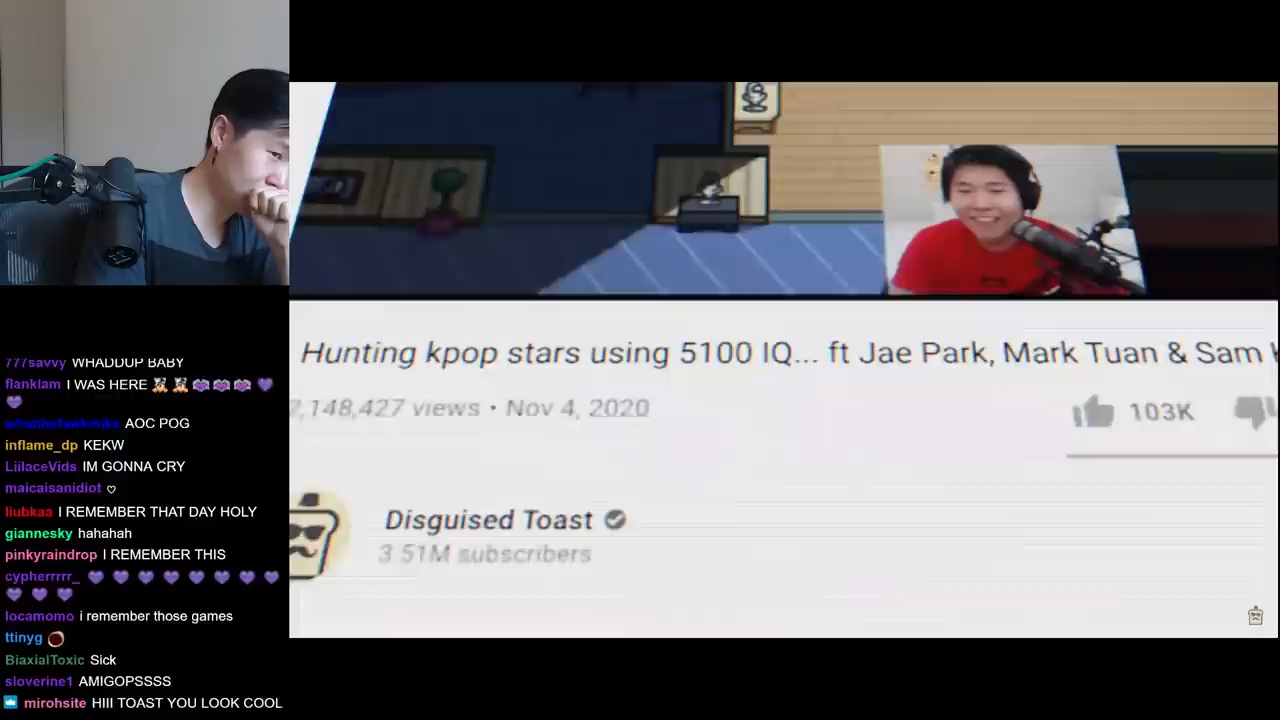 777savvy WHADDUP BABY
flanklam I WAS HERE
AOC POG
inflame_dp KEKW
LiilaceVids IM GONNA CRY
maicaisanidiot
liubkaa I REMEMBER THAT DAY HOLY
giannesky hahahah
pinkyraindrop I REMEMBER THIS
cypherrrrr_
locamomo i remember those games
ttinyg
BiaxialToxic Sick
sloverine1 AMIGOPSSSS
mirohsite HIII TOAST YOU LOOK COOL
Hunting kpop stars using 5100 IQ... ft Jae Park, Mark Tuan & Sam
2,148,427 views • Nov 4, 2020
103K
Disguised Toast
3.51M subscribers